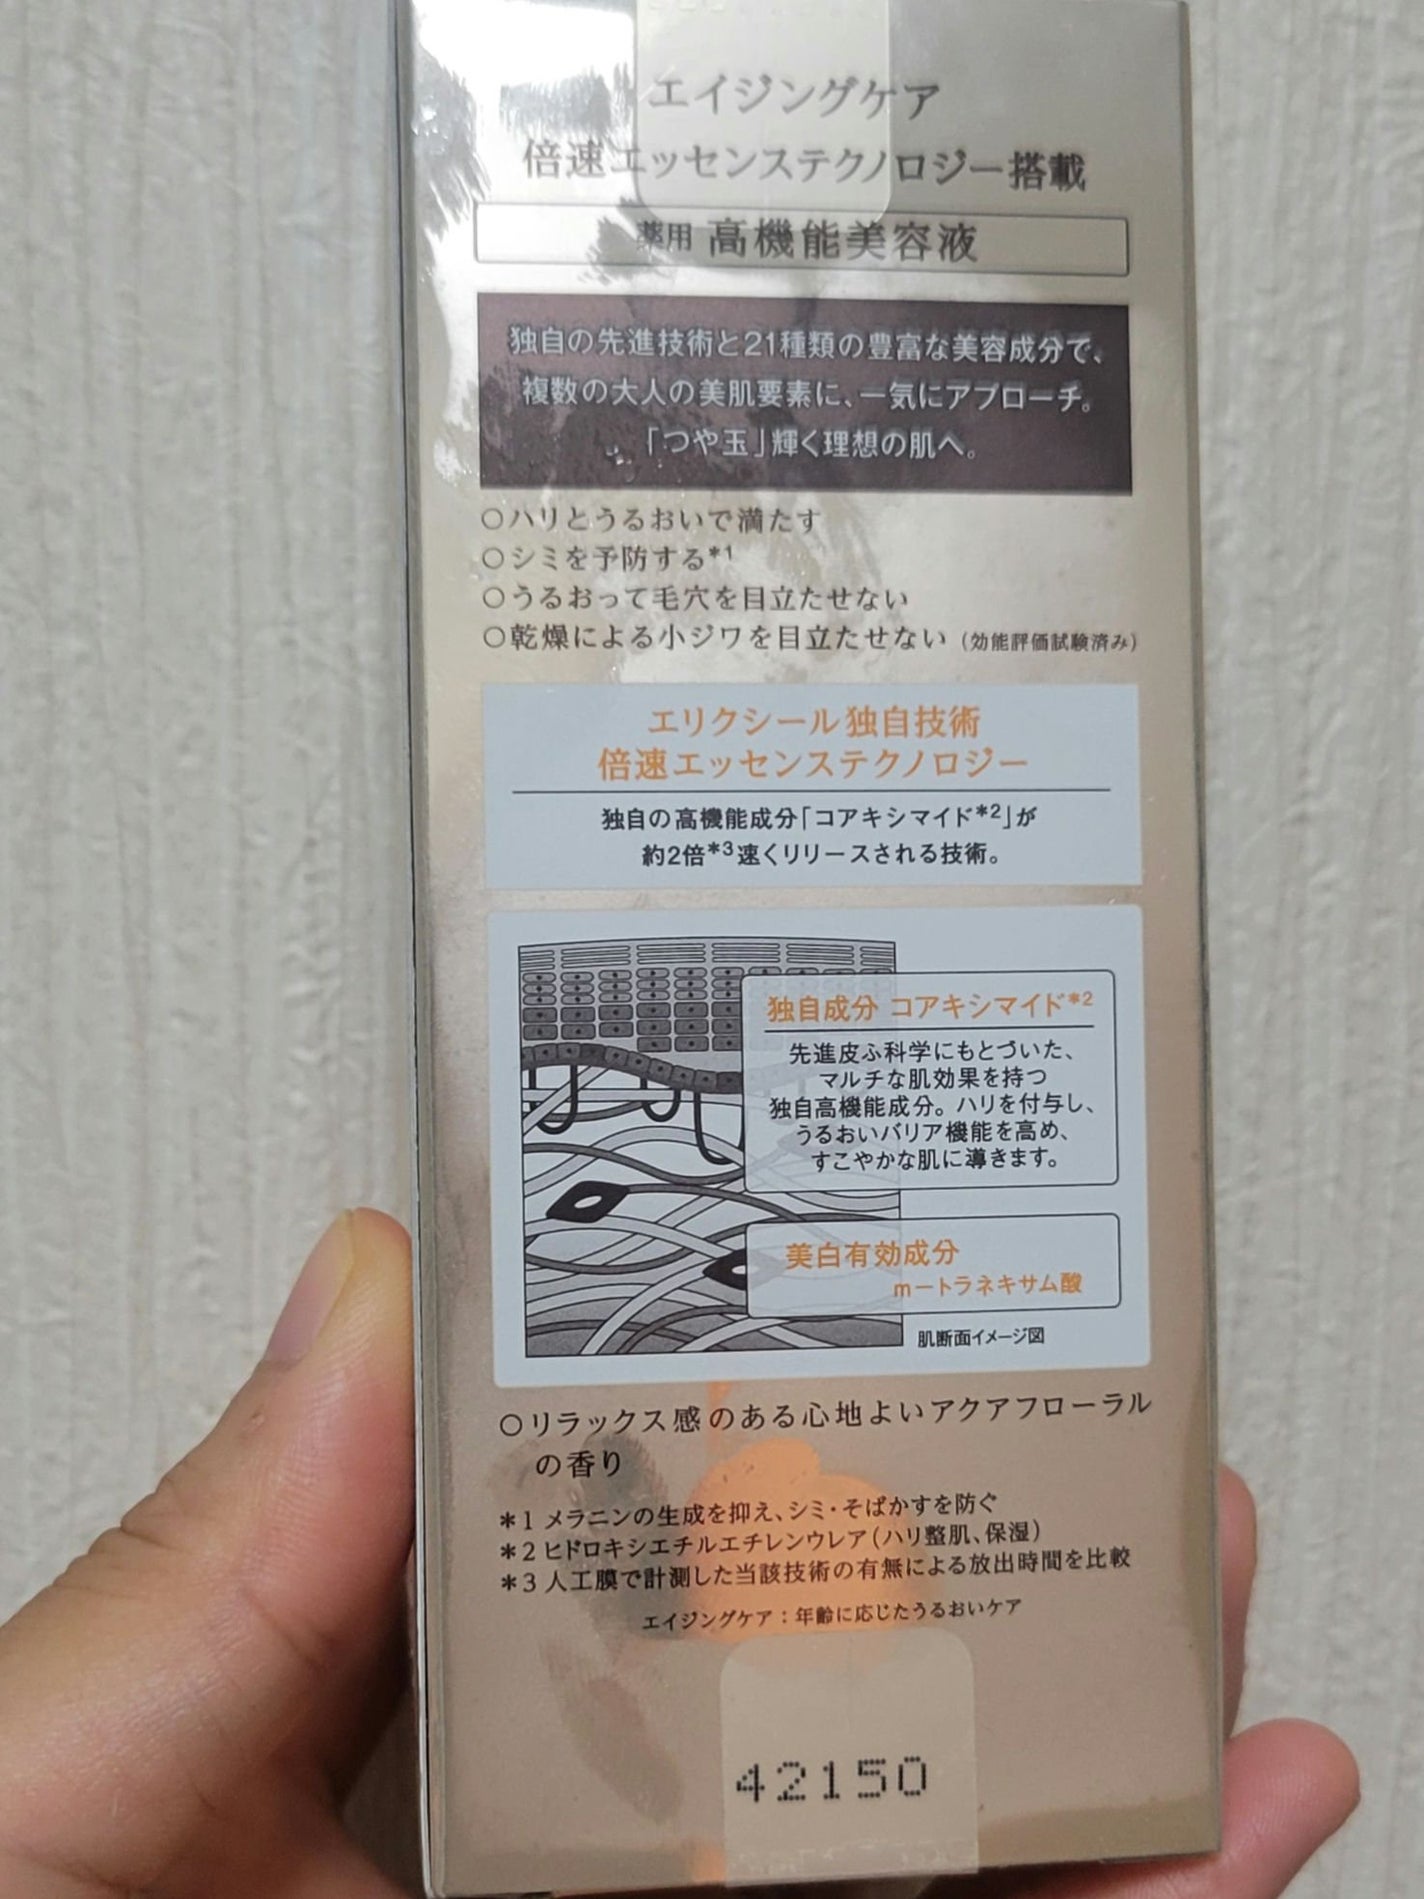 エイジングケア
倍速エッセンステクノロジー搭載
薬用 高機能美容液
独自の先進技術と21種類の豊富な美容成分で、
複数の大人の美肌要素に、一気にアプローチ。
「つや玉」輝く理想の肌へ。
○ハリとうるおいで満たす
○シミを予防する*1
○うるおって毛穴を目立たせない
○乾燥による小ジワを目立たせない（効能評価試験済み）
エリクシール独自技術
倍速エッセンステクノロジー
独自の高機能成分「コアキシマイド*2」が
約2倍*3速くリリースされる技術。
独自成分 コアキシマイド*2
先進皮ふ科学にもとづいた、
マルチな肌効果を持つ
独自高機能成分。ハリを付与し、
うるおいバリア機能を高め、
すこやかな肌に導きます。
美白有効成分
m−トラネキサム酸
肌断面イメージ図
○リラックス感のある心地よいアクアフローラル
の香り
*1 メラニンの生成を抑え、シミ・そばかすを防ぐ
*2 ヒドロキシエチルエチレンウレア（ハリ整肌、保湿）
*3 人工膜で計測した当該技術の有無による放出時間を比較
エイジングケア：年齢に応じたうるおいケア
42150